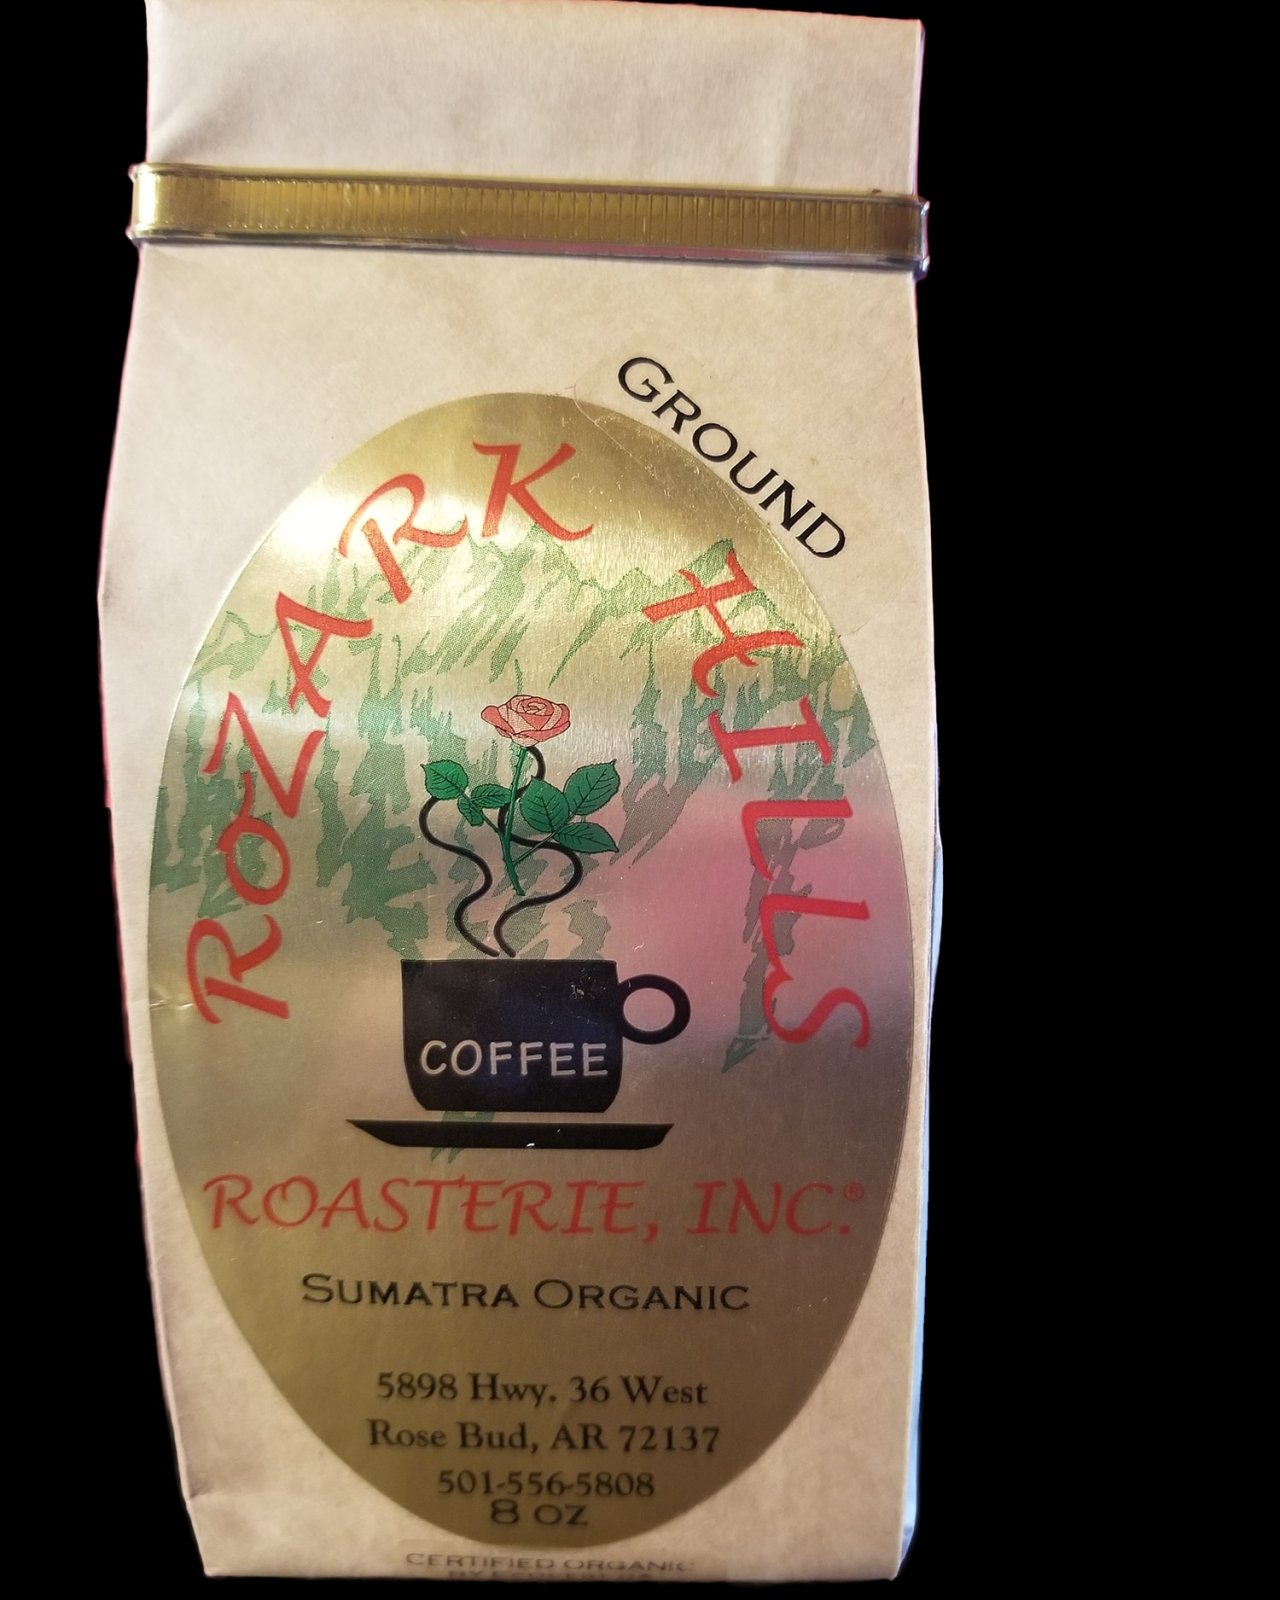 GROUND
ROZARK HILLS
COFFEE
ROASTERIE, INC.®
SUMATRA ORGANIC
5898 Hwy. 36 West
Rose Bud, AR 72137
501-556-5808
8 OZ
CERTIFIED ORGANIC
BY